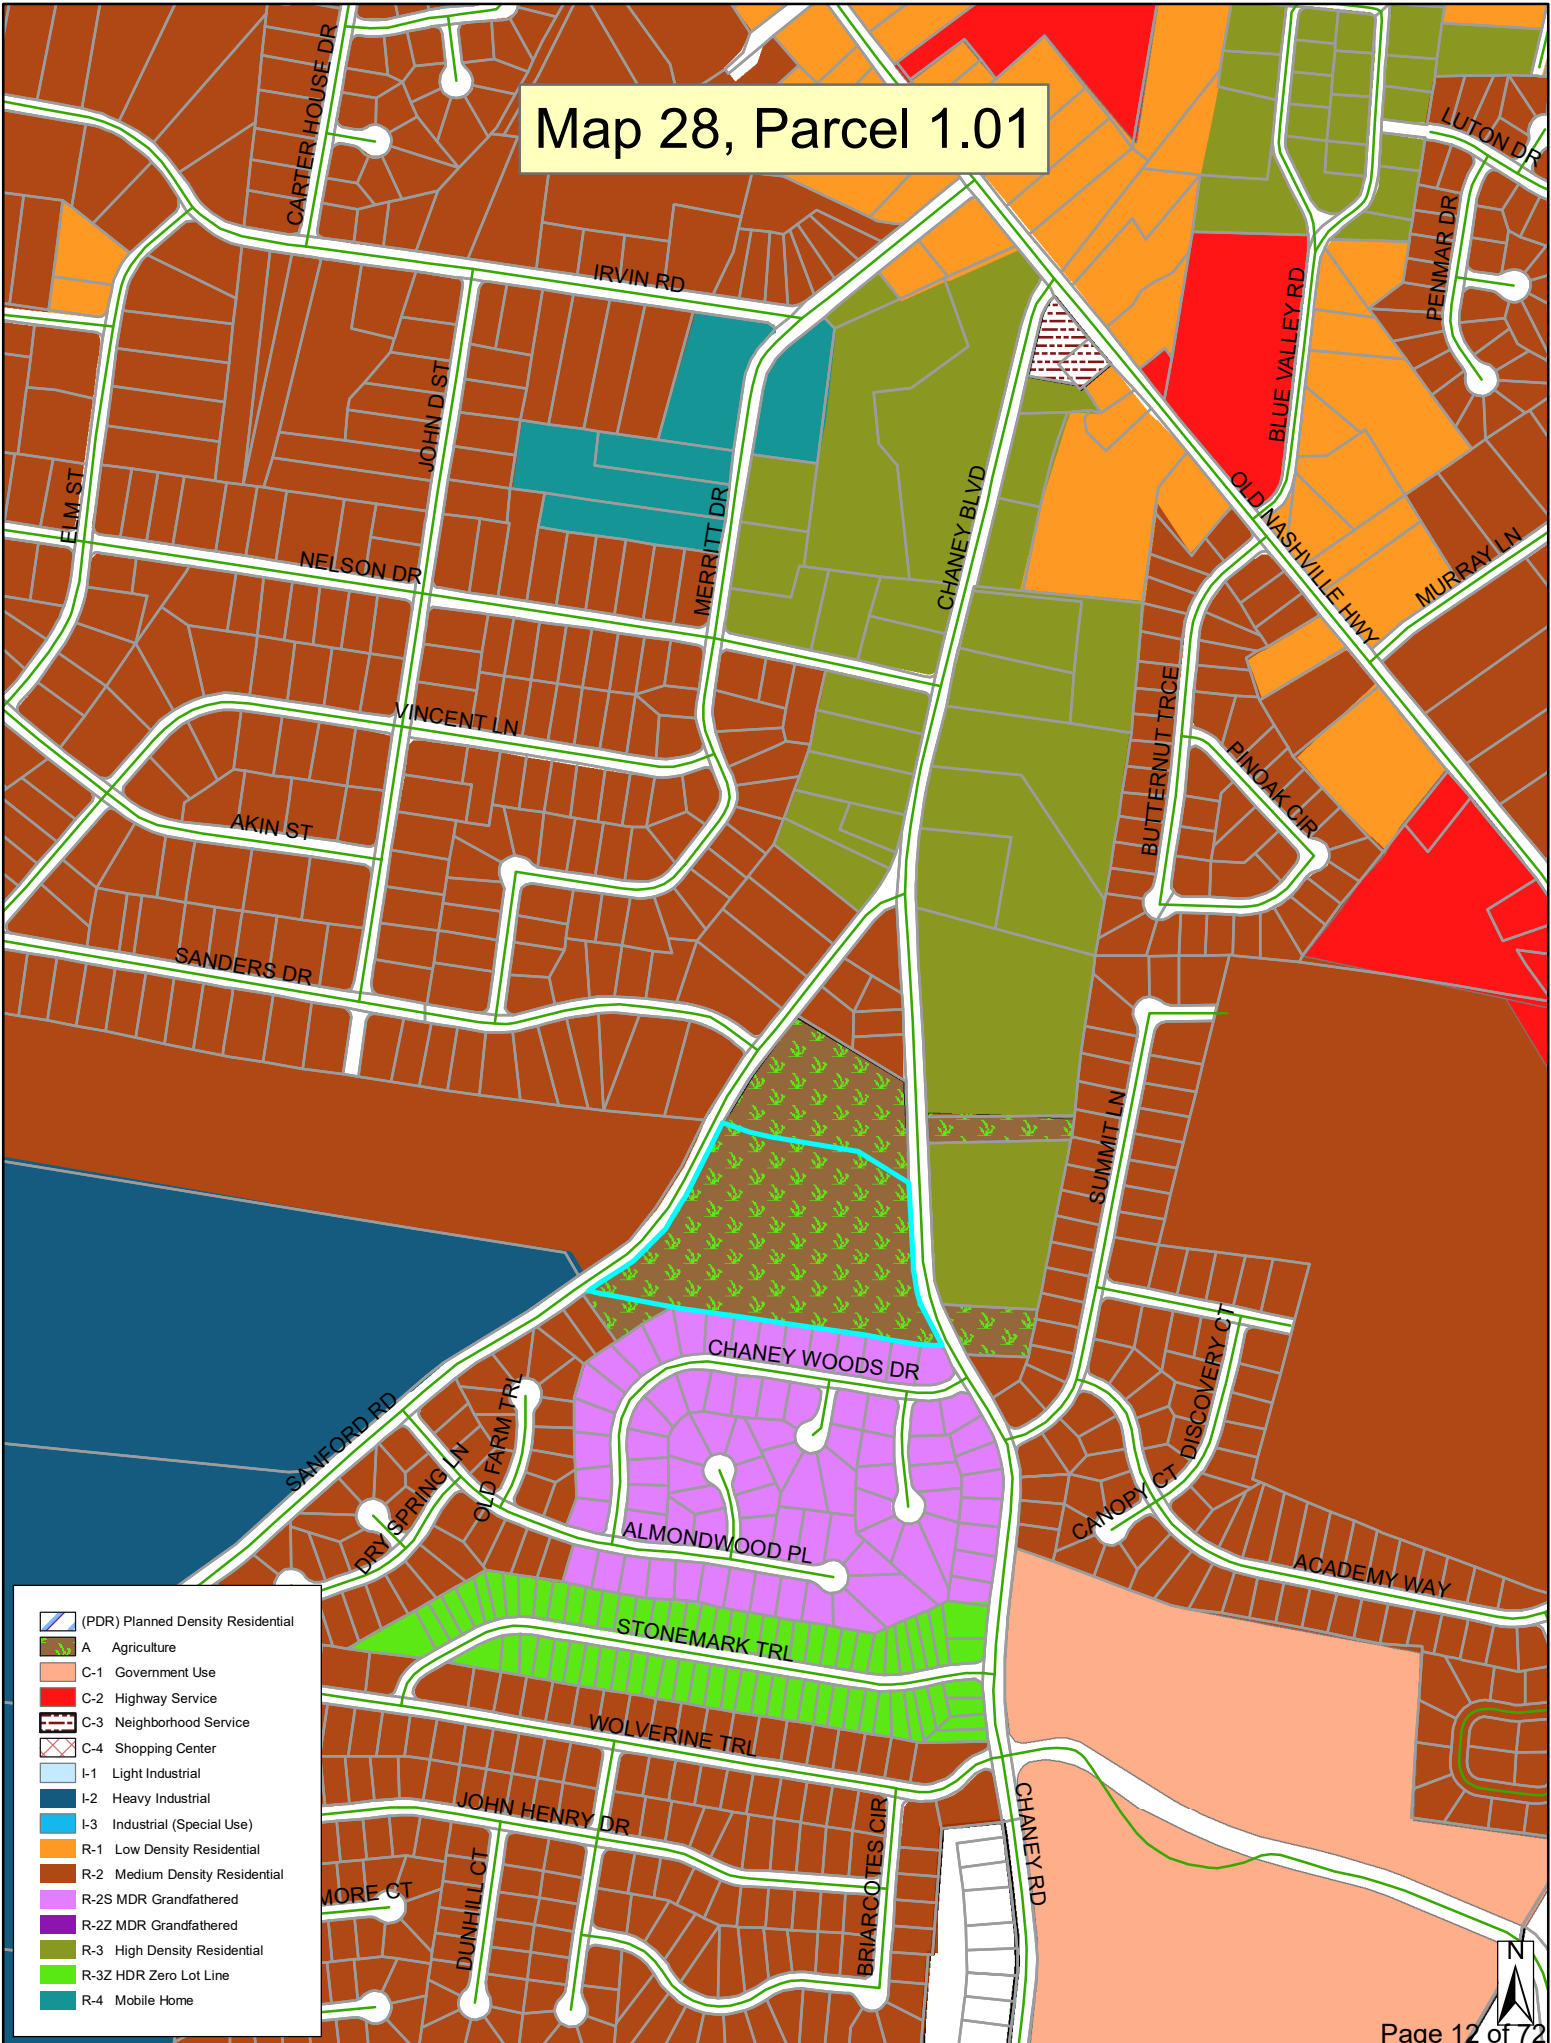 Map 28, Parcel 1.01
CARTER HOUSE DR
LUTON DR
PENMAR DR
IRVIN RD
BLUE VALLEY RD
JOHN D ST
ELM ST
MERRITT DR
CHANEY BLVD
OLD NASHVILLE HWY
MURRAY LN
NELSON DR
VINCENT LN
BUTTERNUT TRCE
PINOAK CIR
AKIN ST
SANDERS DR
SUMMIT LN
CHANEY WOODS DR
DISCOVERY CT
SANFORD RD
OLD FARM TRL
DRY SPRING LN
CANOPY CT
ALMONDWOOD PL
ACADEMY WAY
STONEMARK TRL
WOLVERINE TRL
JOHN HENRY DR
BRIARCOTES CIR
CHANEY RD
DUNHILL CT
MORE CT
(PDR) Planned Density Residential
A Agriculture
C-1 Government Use
C-2 Highway Service
C-3 Neighborhood Service
C-4 Shopping Center
I-1 Light Industrial
I-2 Heavy Industrial
I-3 Industrial (Special Use)
R-1 Low Density Residential
R-2 Medium Density Residential
R-2S MDR Grandfathered
R-2Z MDR Grandfathered
R-3 High Density Residential
R-3Z HDR Zero Lot Line
R-4 Mobile Home
N
Page 12 of 72